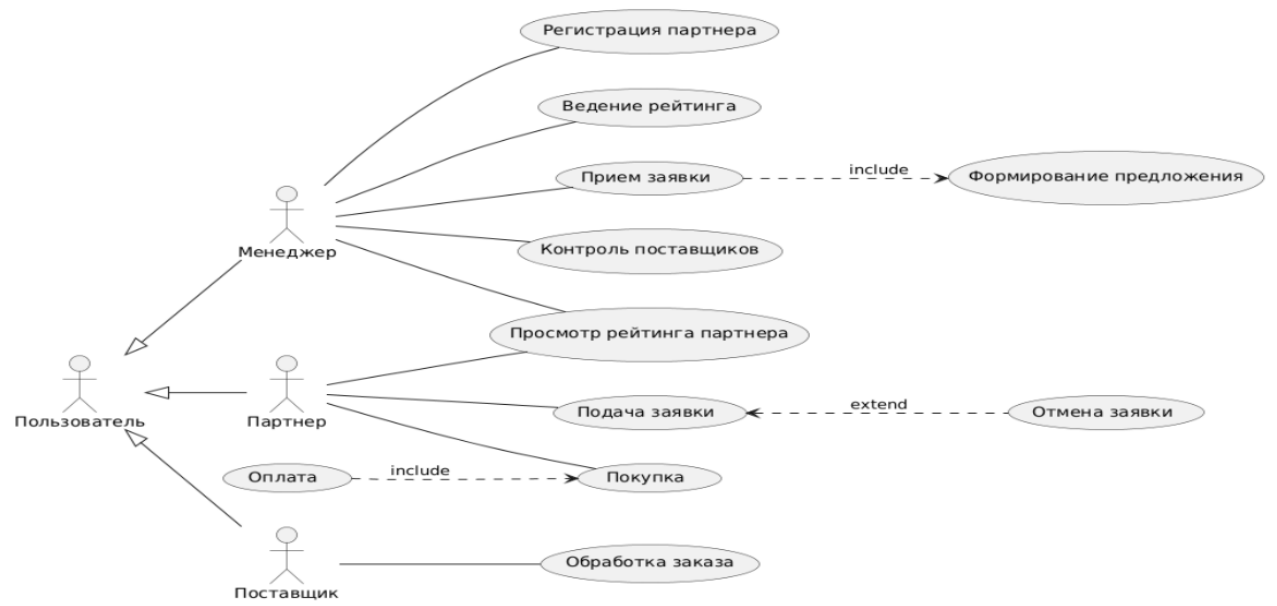 Регистрация партнера
Ведение рейтинга
Прием заявки
include
Формирование предложения
Менеджер
Контроль поставщиков
Просмотр рейтинга партнера
Пользователь
Партнер
Подача заявки
extend
Отмена заявки
Оплата
include
Покупка
Поставщик
Обработка заказа